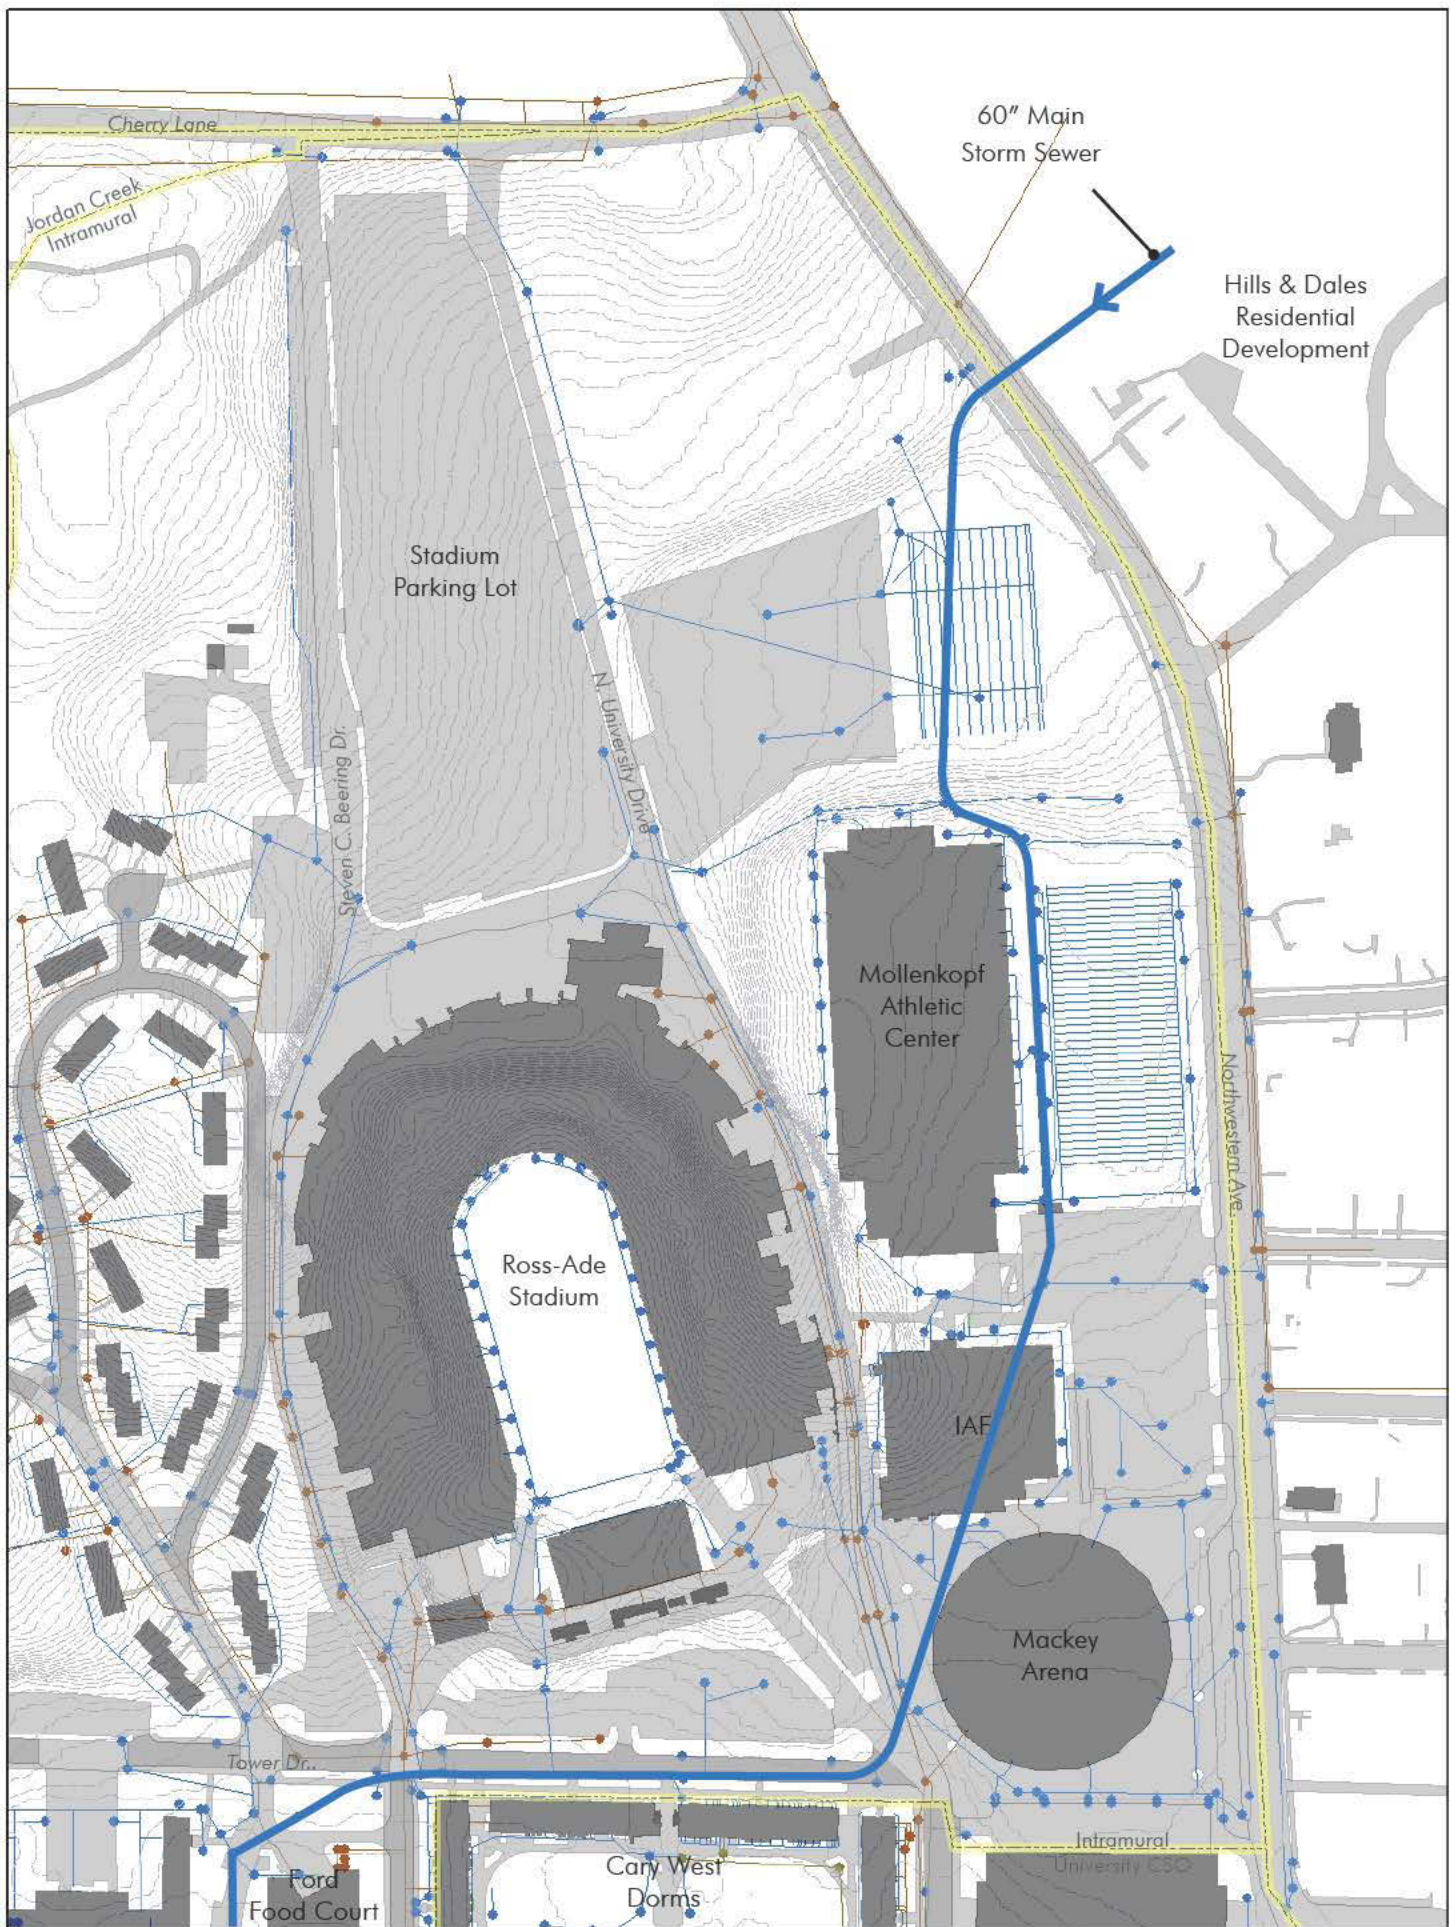 60” Main
Storm Sewer
Cherry Lane
Jordan Creek
Intramural
Hills & Dales
Residential
Development
Stadium
Parking Lot
N. University Drive
Steven C. Beering Dr.
Mollenkopf
Athletic
Center
Northwestern Ave.
Ross-Ade
Stadium
IAF
Mackey
Arena
Tower Dr..
Intramural
University CSO
Cary West
Dorms
Ford
Food Court